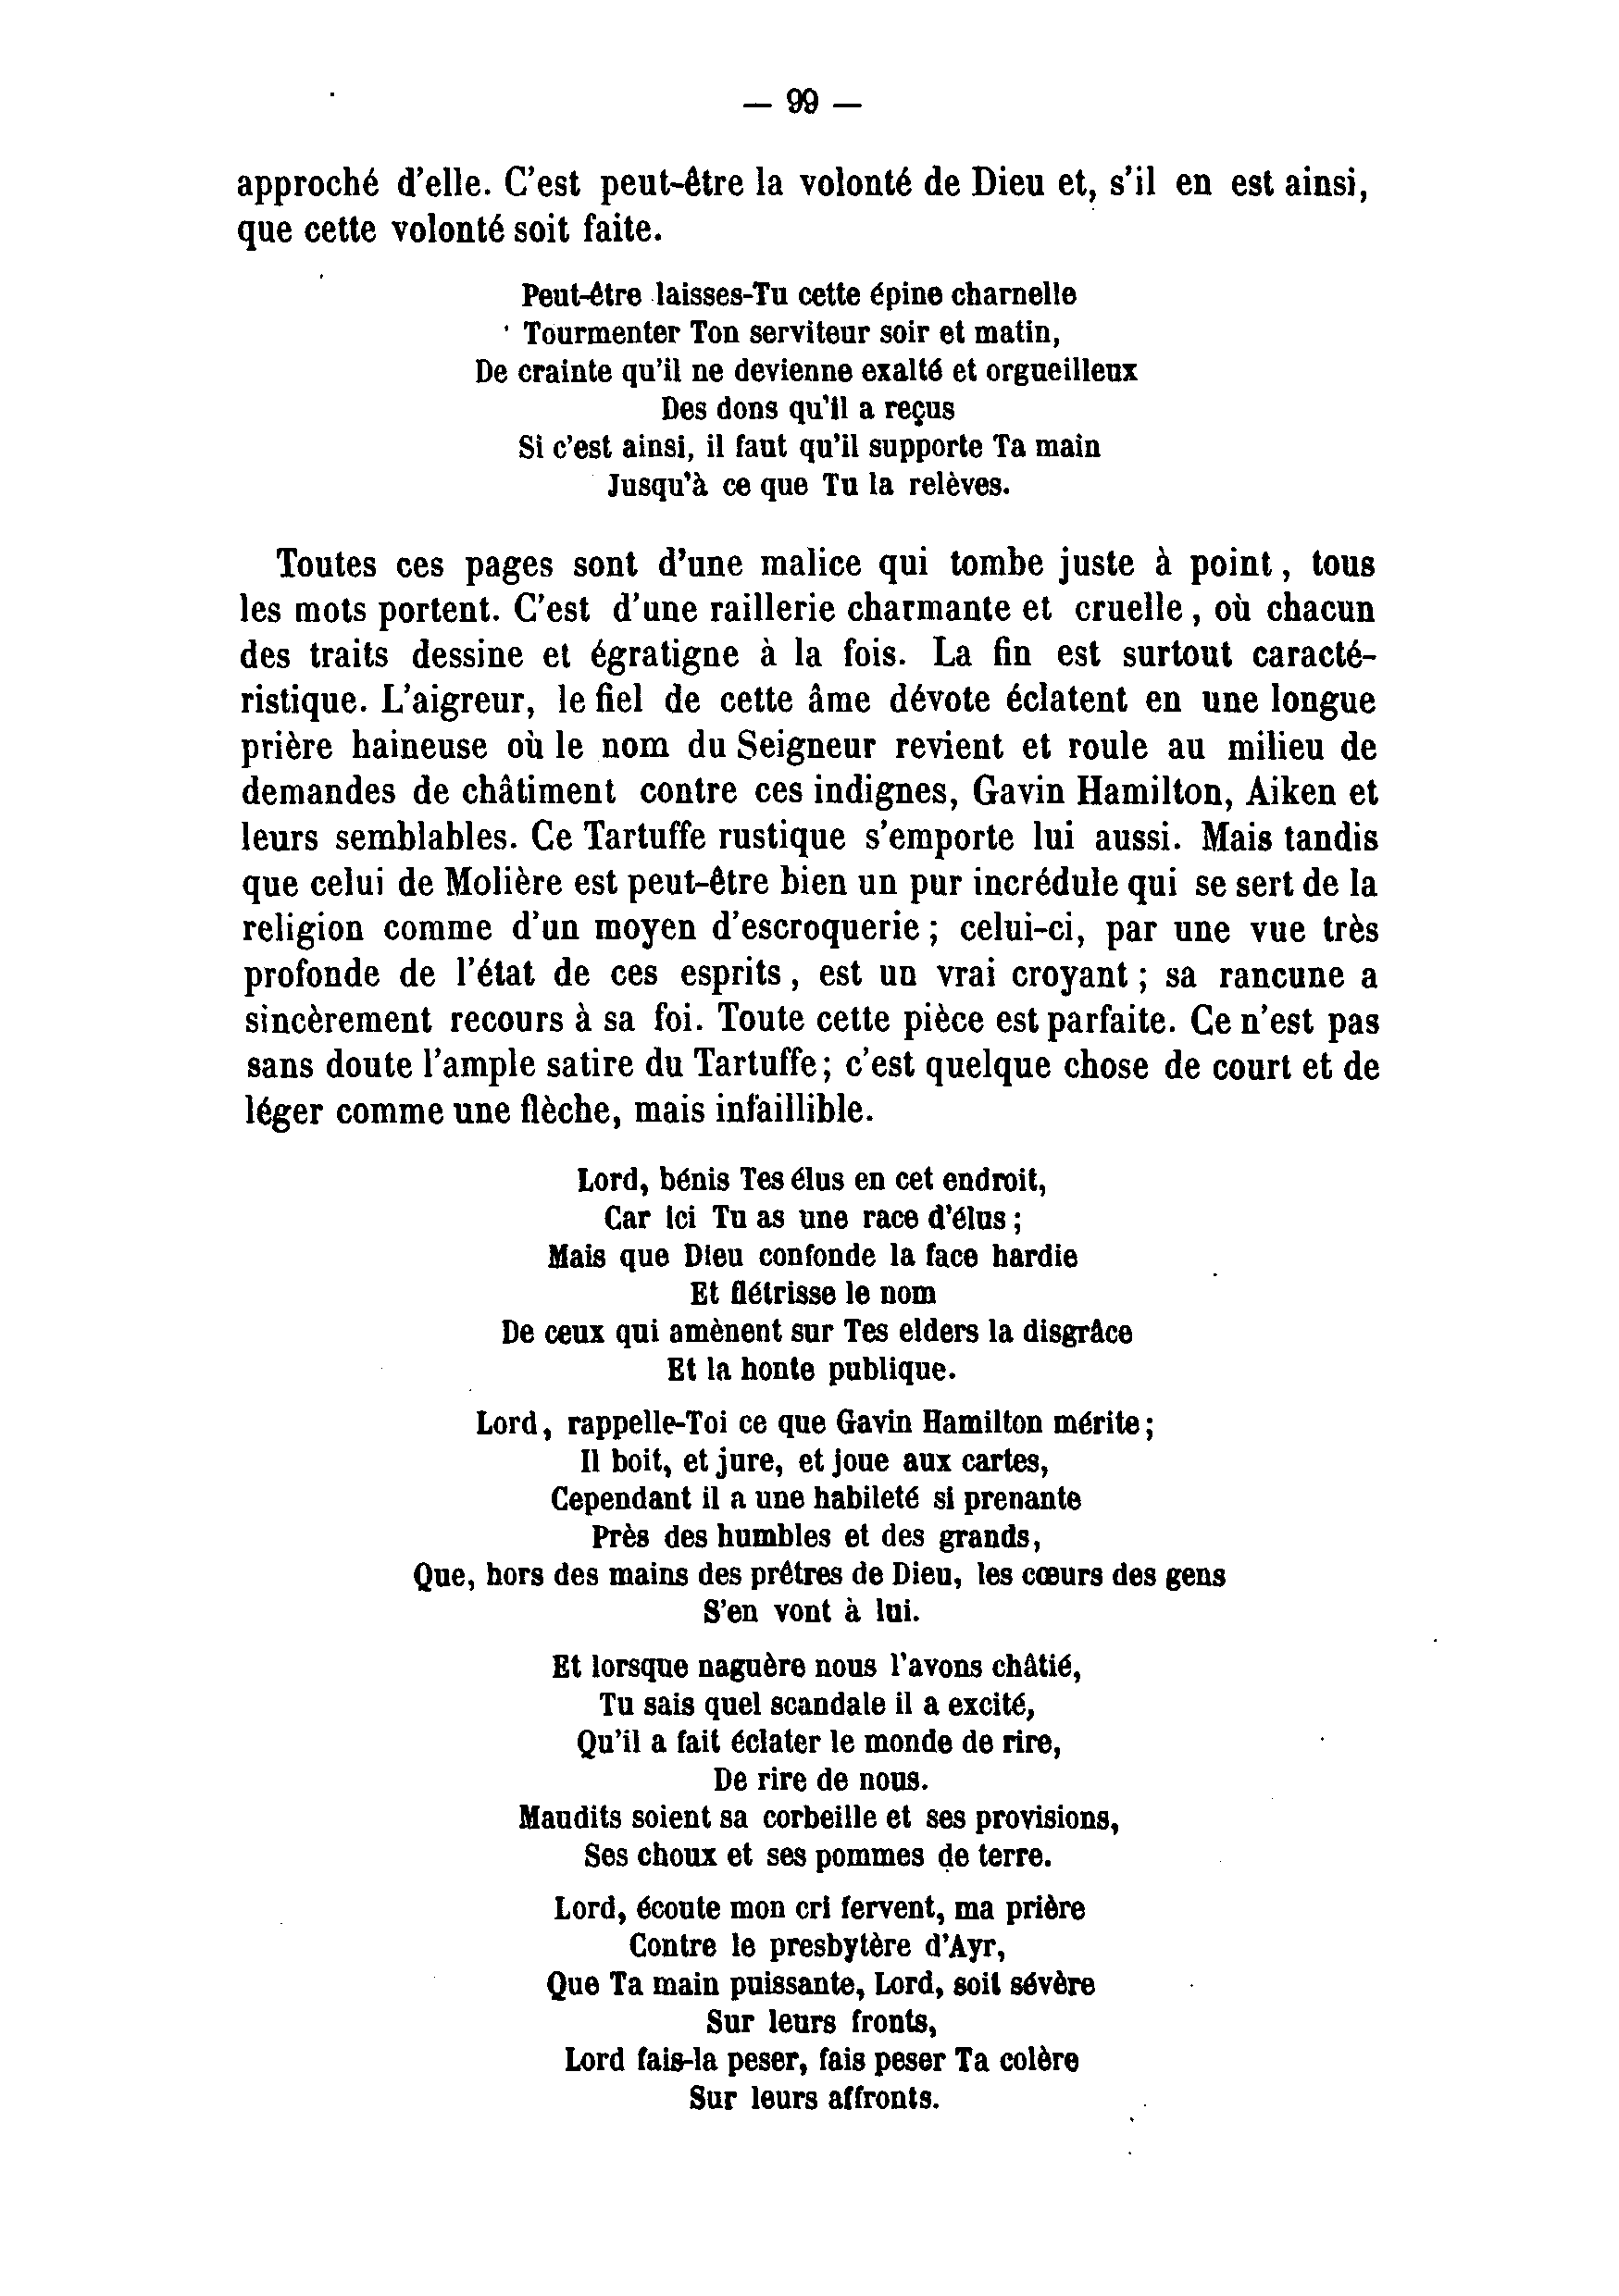 — 99 —
approché d'elle. C'est peut-être la volonté de Dieu et, s'il en est ainsi,
que cette volonté soit faite.
Peut-être laisses-Tu cette épine charnelle
Tourmenter Ton serviteur soir et matin,
De crainte qu'il ne devienne exalté et orgueilleux
Des dons qu'il a reçus
Si c'est ainsi, il faut qu'il supporte Ta main
Jusqu'à ce que Tu la relèves.
Toutes ces pages sont d'une malice qui tombe juste à point, tous
les mots portent. C'est d'une raillerie charmante et cruelle, où chacun
des traits dessine et égratigne à la fois. La fin est surtout caracté-
ristique. L'aigreur, le fiel de cette âme dévote éclatent en une longue
prière haineuse où le nom du Seigneur revient et roule au milieu de
demandes de châtiment contre ces indignes, Gavin Hamilton, Aiken et
leurs semblables. Ce Tartuffe rustique s'emporte lui aussi. Mais tandis
que celui de Molière est peut-être bien un pur incrédule qui se sert de la
religion comme d'un moyen d'escroquerie ; celui-ci, par une vue très
profonde de l'état de ces esprits, est un vrai croyant ; sa rancune a
sincèrement recours à sa foi. Toute cette pièce est parfaite. Ce n'est pas
sans doute l'ample satire du Tartuffe; c'est quelque chose de court et de
léger comme une flèche, mais infaillible.
Lord, bénis Tes élus en cet endroit,
Car ici Tu as une race d'élus ;
Mais que Dieu confonde la face hardie
Et flétrisse le nom
De ceux qui amènent sur Tes elders la disgrâce
Et la honte publique.
Lord, rappelle-Toi ce que Gavin Hamilton mérite;
Il boit, et jure, et joue aux cartes,
Cependant il a une habileté si prenante
Près des humbles et des grands,
Que, hors des mains des prêtres de Dieu, les cœurs des gens
S'en vont à lui.
Et lorsque naguère nous l'avons châtié,
Tu sais quel scandale il a excité,
Qu'il a fait éclater le monde de rire,
De rire de nous.
Maudits soient sa corbeille et ses provisions,
Ses choux et ses pommes de terre.
Lord, écoute mon cri fervent, ma prière
Contre le presbytère d'Ayr,
Que Ta main puissante, Lord, soit sévère
Sur leurs fronts,
Lord fais-la peser, fais peser Ta colère
Sur leurs affronts.